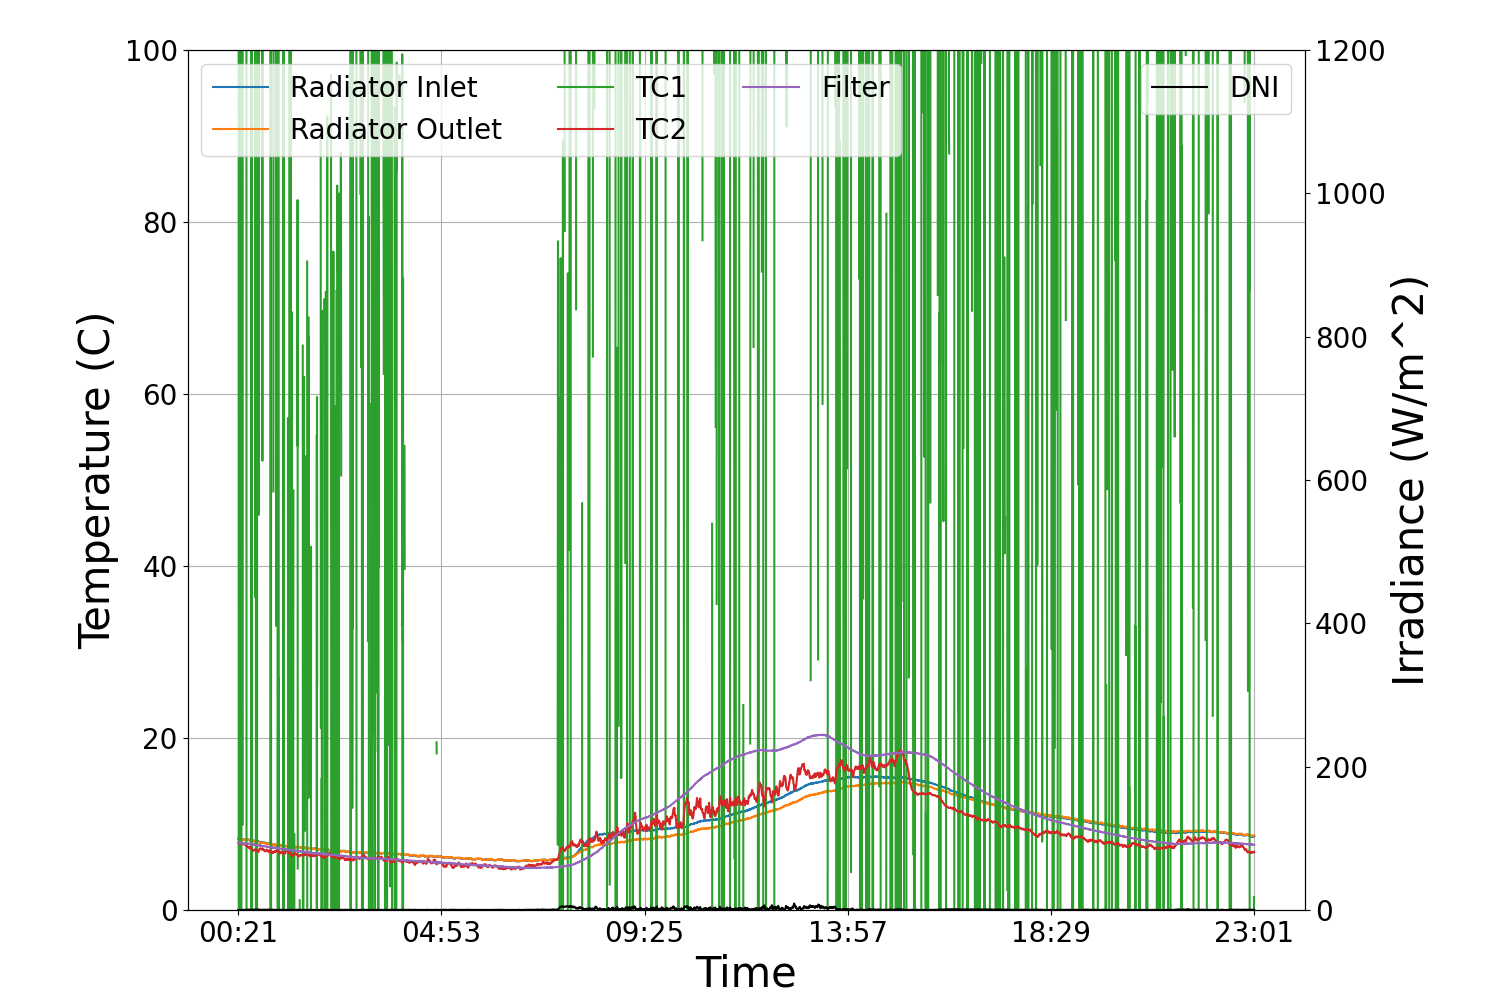 Radiator Inlet
Radiator Outlet
TC1
TC2
Filter
DNI
100
80
60
40
20
0
Temperature (C)
1200
1000
800
600
400
200
0
Irradiance (W/m^2)
00:21
04:53
09:25
13:57
18:29
23:01
Time